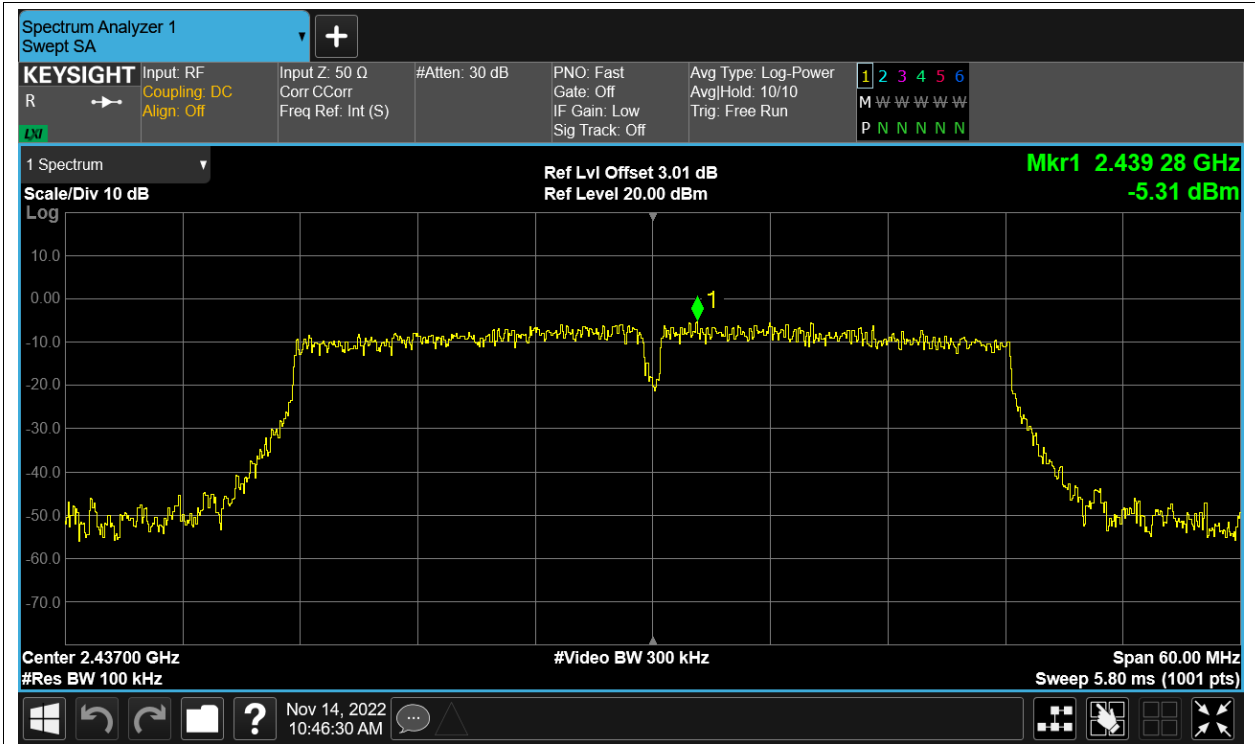 Spectrum Analyzer 1
Swept SA
KEYSIGHT
R
LXI
Input: RF
Coupling: DC
Align: Off
Input Z: 50 Ω
Corr CCorr
Freq Ref: Int (S)
#Atten: 30 dB
PNO: Fast
Gate: Off
IF Gain: Low
Sig Track: Off
Avg Type: Log-Power
Avg|Hold: 10/10
Trig: Free Run
1 2 3 4 5 6
M W W W W W W
P N N N N N N
1 Spectrum
Scale/Div 10 dB
Log
Ref Lvl Offset 3.01 dB
Ref Level 20.00 dBm
Mkr1 2.439 28 GHz
-5.31 dBm
10.0
0.00
-10.0
-20.0
-30.0
-40.0
-50.0
-60.0
-70.0
1
Center 2.43700 GHz
#Res BW 100 kHz
#Video BW 300 kHz
Span 60.00 MHz
Sweep 5.80 ms (1001 pts)
?
Nov 14, 2022
10:46:30 AM